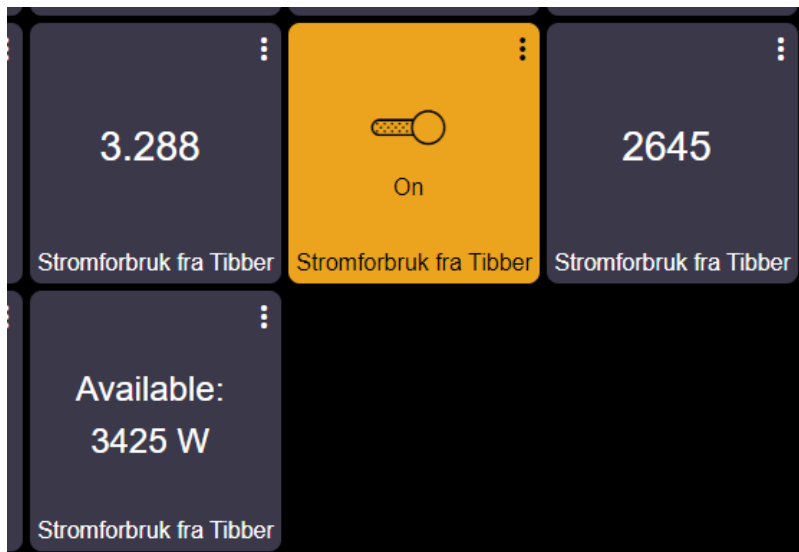 3.288
Stromforbruk fra Tibber
On
Stromforbruk fra Tibber
2645
Stromforbruk fra Tibber
Available:
3425 W
Stromforbruk fra Tibber